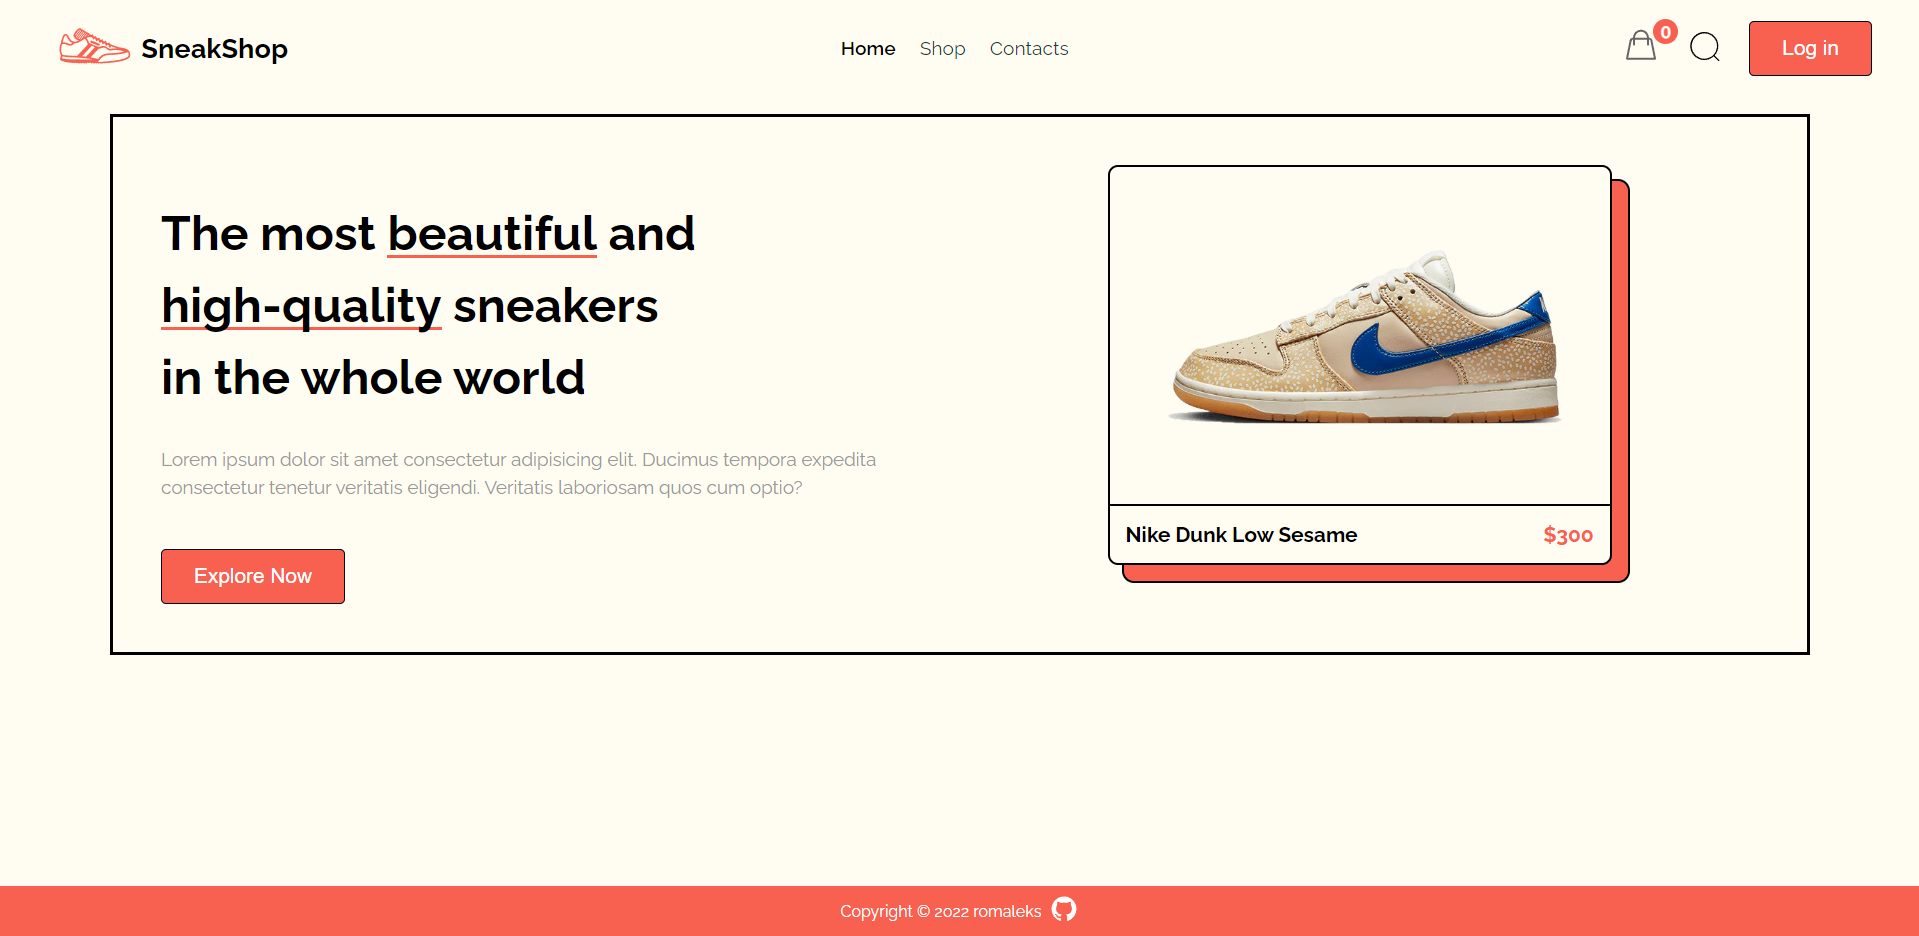 SneakShop
Home Shop Contacts
0
Log in
The most beautiful and
high-quality sneakers
in the whole world
Lorem ipsum dolor sit amet consectetur adipisicing elit. Ducimus tempora expedita
consectetur tenetur veritatis eligendi. Veritatis laboriosam quos cum optio?
Explore Now
Nike Dunk Low Sesame $300
Copyright © 2022 romaleks